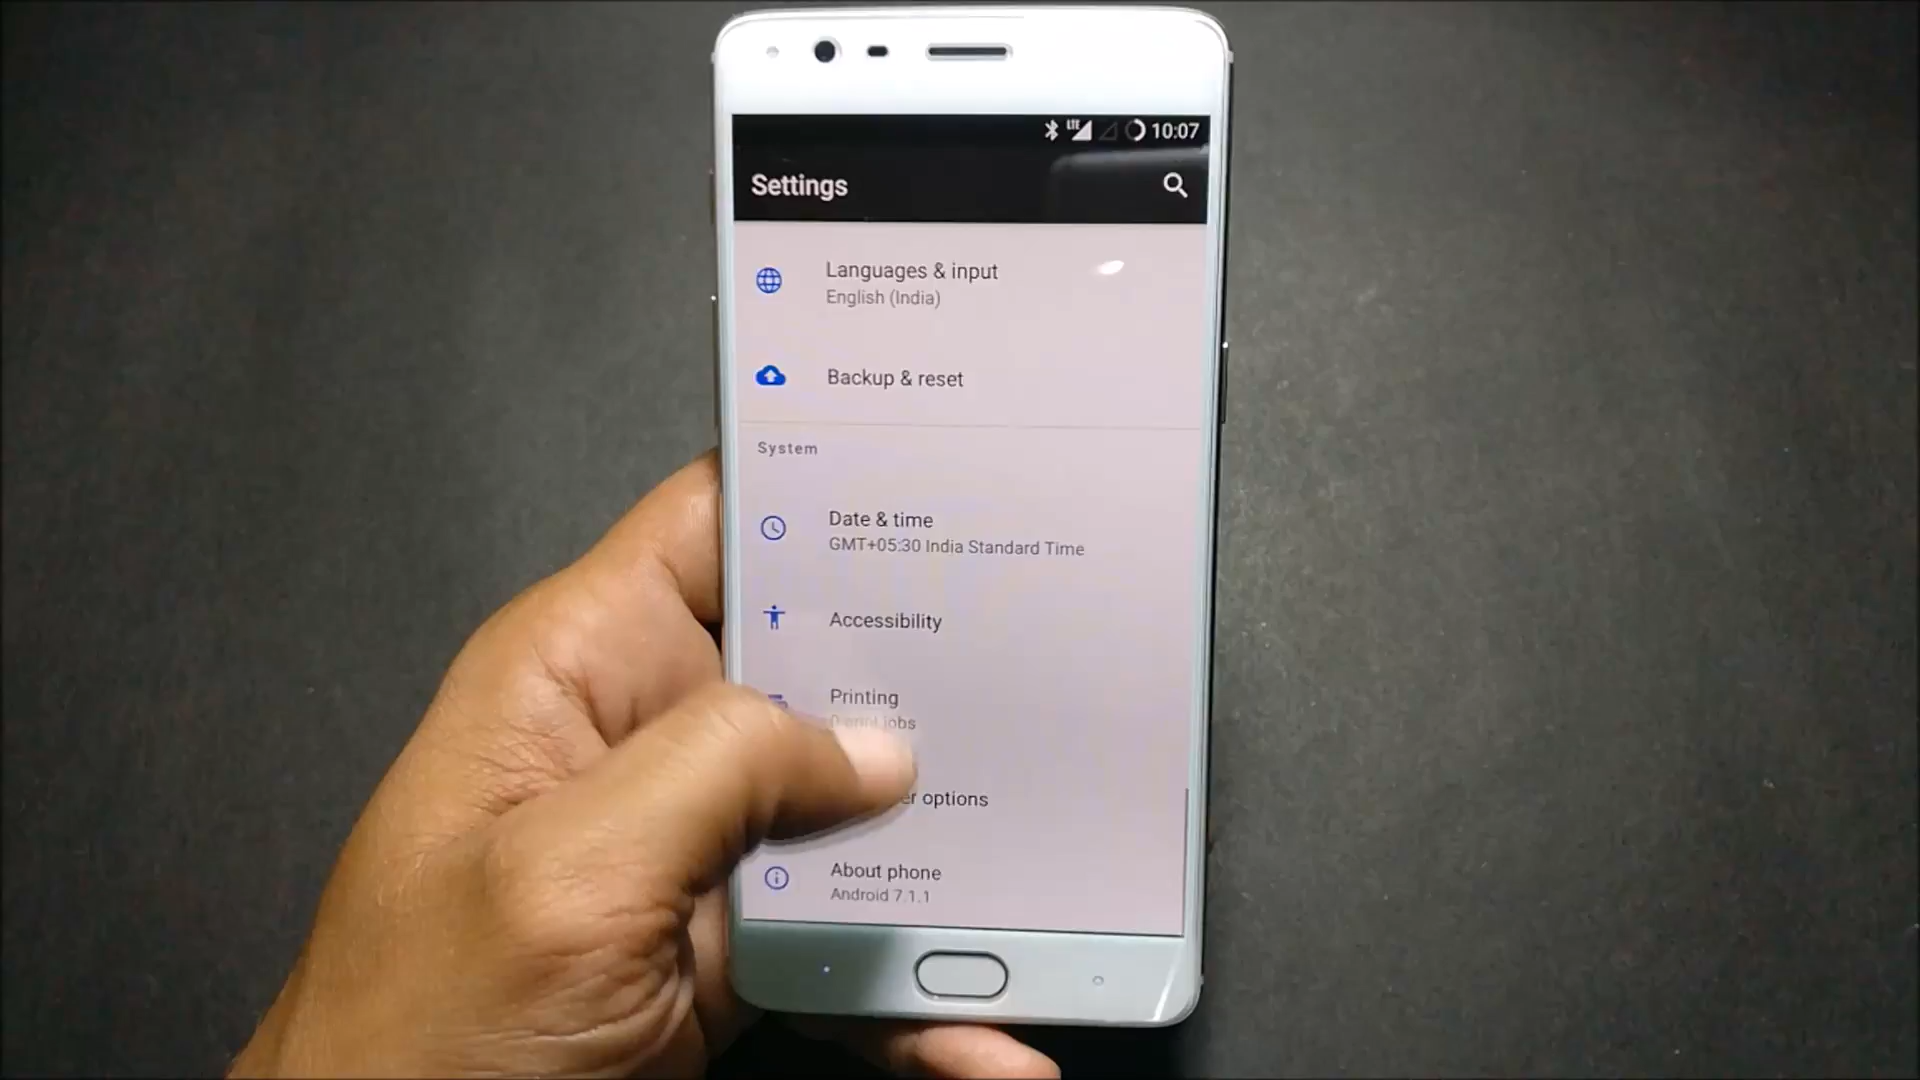 LTE 10:07
Settings
Languages & input
English (India)
Backup & reset
System
Date & time
GMT+05:30 India Standard Time
Accessibility
Printing
0 print jobs
options
About phone
Android 7.1.1